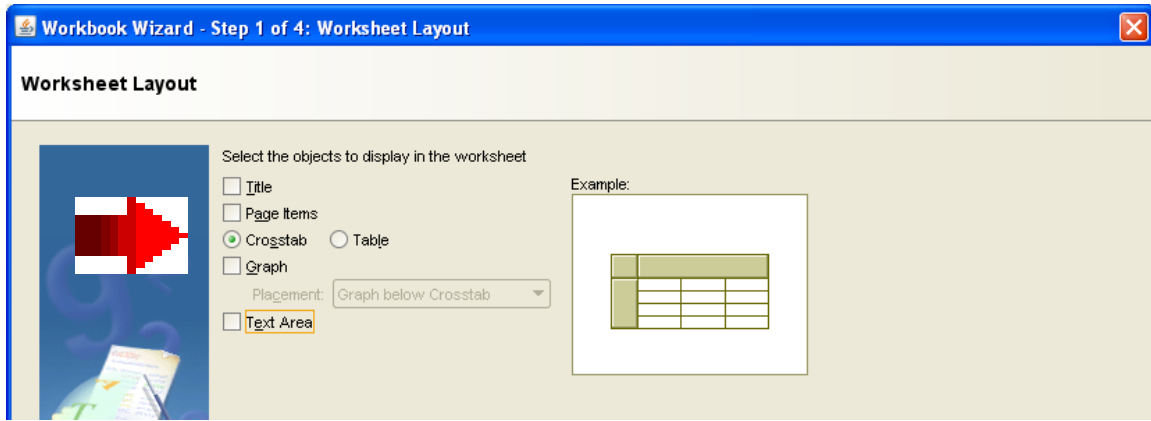 Workbook Wizard - Step 1 of 4: Worksheet Layout
Worksheet Layout
Select the objects to display in the worksheet
Title
Page Items
Crosstab Table
Graph
Placement: Graph below Crosstab
Text Area
Example: